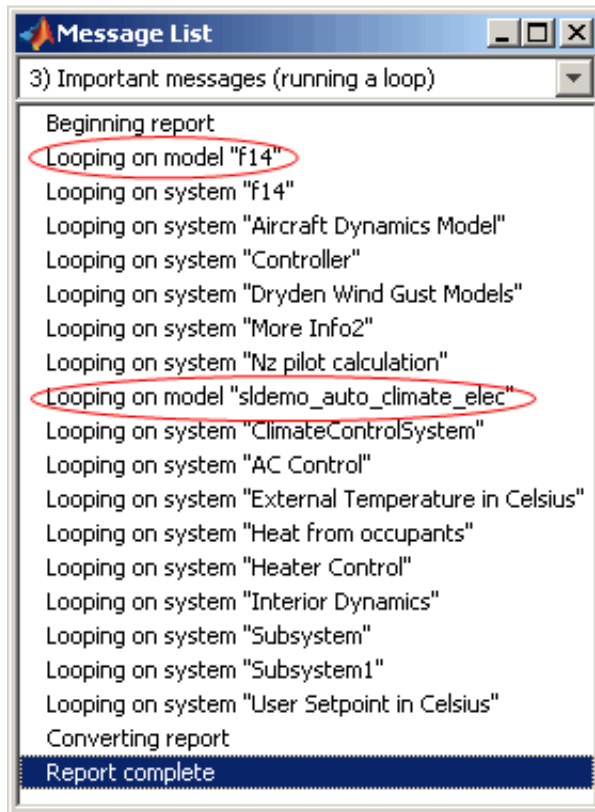 Message List
3) Important messages (running a loop)
Beginning report
Looping on model "f14"
Looping on system "f14"
Looping on system "Aircraft Dynamics Model"
Looping on system "Controller"
Looping on system "Dryden Wind Gust Models"
Looping on system "More Info2"
Looping on system "Nz pilot calculation"
Looping on model "sldemo_auto_climate_elec"
Looping on system "ClimateControlSystem"
Looping on system "AC Control"
Looping on system "External Temperature in Celsius"
Looping on system "Heat from occupants"
Looping on system "Heater Control"
Looping on system "Interior Dynamics"
Looping on system "Subsystem"
Looping on system "Subsystem1"
Looping on system "User Setpoint in Celsius"
Converting report
Report complete